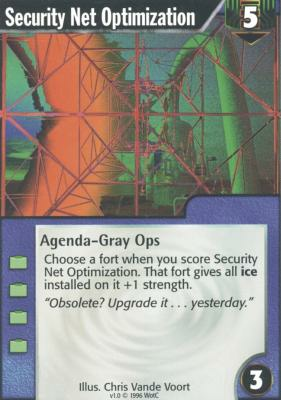 Security Net Optimization
5
Agenda-Gray Ops
Choose a fort when you score Security
Net Optimization. That fort gives all ice
installed on it +1 strength.
"Obsolete? Upgrade it . . . yesterday."
3
Illus. Chris Vande Voort
v1.0 © 1996 WotC